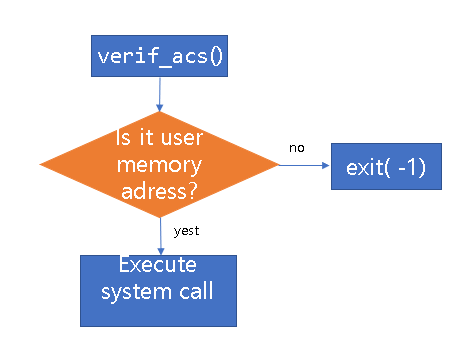 verif_acs()
Is it user
memory
adress?
no
exit( -1)
yest
Execute
system call